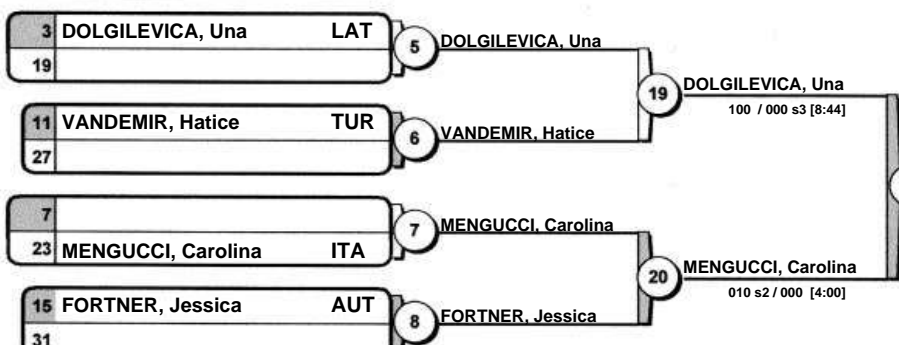 3 DOLGILEVICA, Una LAT
19
5
DOLGILEVICA, Una
11 VANDEMIR, Hatice TUR
27
6
VANDEMIR, Hatice
19
DOLGILEVICA, Una
100 / 000 s3 [8:44]
7
23 MENGUCCI, Carolina ITA
7
MENGUCCI, Carolina
15 FORTNER, Jessica AUT
31
8
FORTNER, Jessica
20
MENGUCCI, Carolina
010 s2 / 000 [4:00]